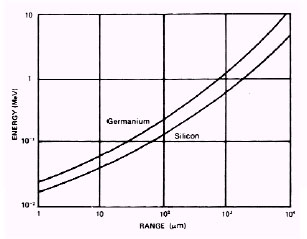 10
1
10⁻¹
10⁻²
ENERGY (MeV)
Germanium
Silicon
1
10
10²
10³
10⁴
RANGE (μm)